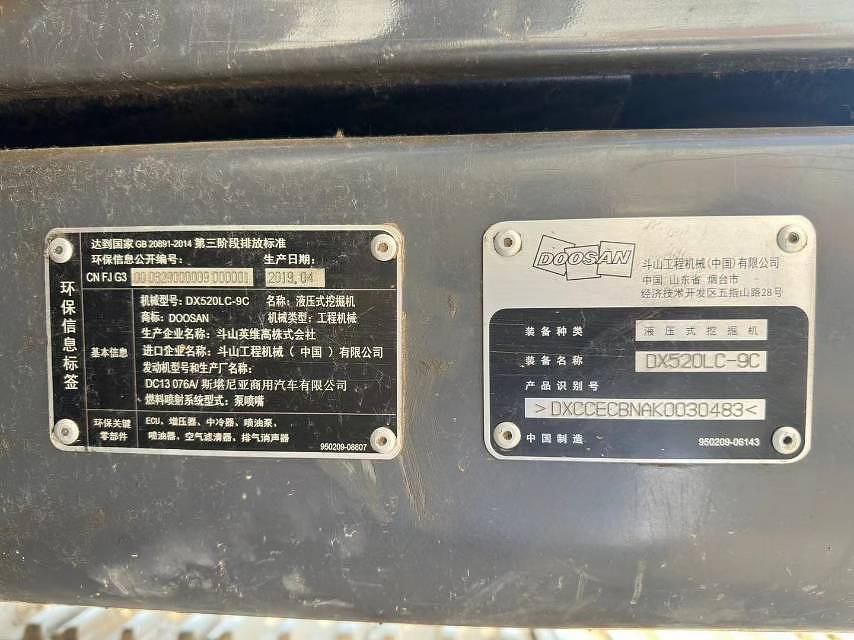 环保信息标签
达到国家 GB 20891-2014 第三阶段排放标准
环保信息公开编号: 生产日期:
CN FJ G3 00 0829000009 000001 2019.04
基本信息
机械型号: DX520LC-9C 名称: 液压式挖掘机
商标: DOOSAN 机械类型: 工程机械
生产企业名称: 斗山英维高株式会社
进口企业名称: 斗山工程机械(中国)有限公司
发动机型号和生产厂名称:
DC13 076A/ 斯堪尼亚商用汽车有限公司
燃料喷射系统型式: 泵喷嘴
环保关键
零部件
ECU、增压器、中冷器、喷油泵、
喷油器、空气滤清器、排气消声器
950209-08607
DOOSAN
斗山工程机械(中国)有限公司
中国 山东省 烟台市
经济技术开发区五指山路28号
装备种类 液压式挖掘机
装备名称 DX520LC-9C
产品识别号
>DXCCECBNAK0030483<
中国制造 950209-06143